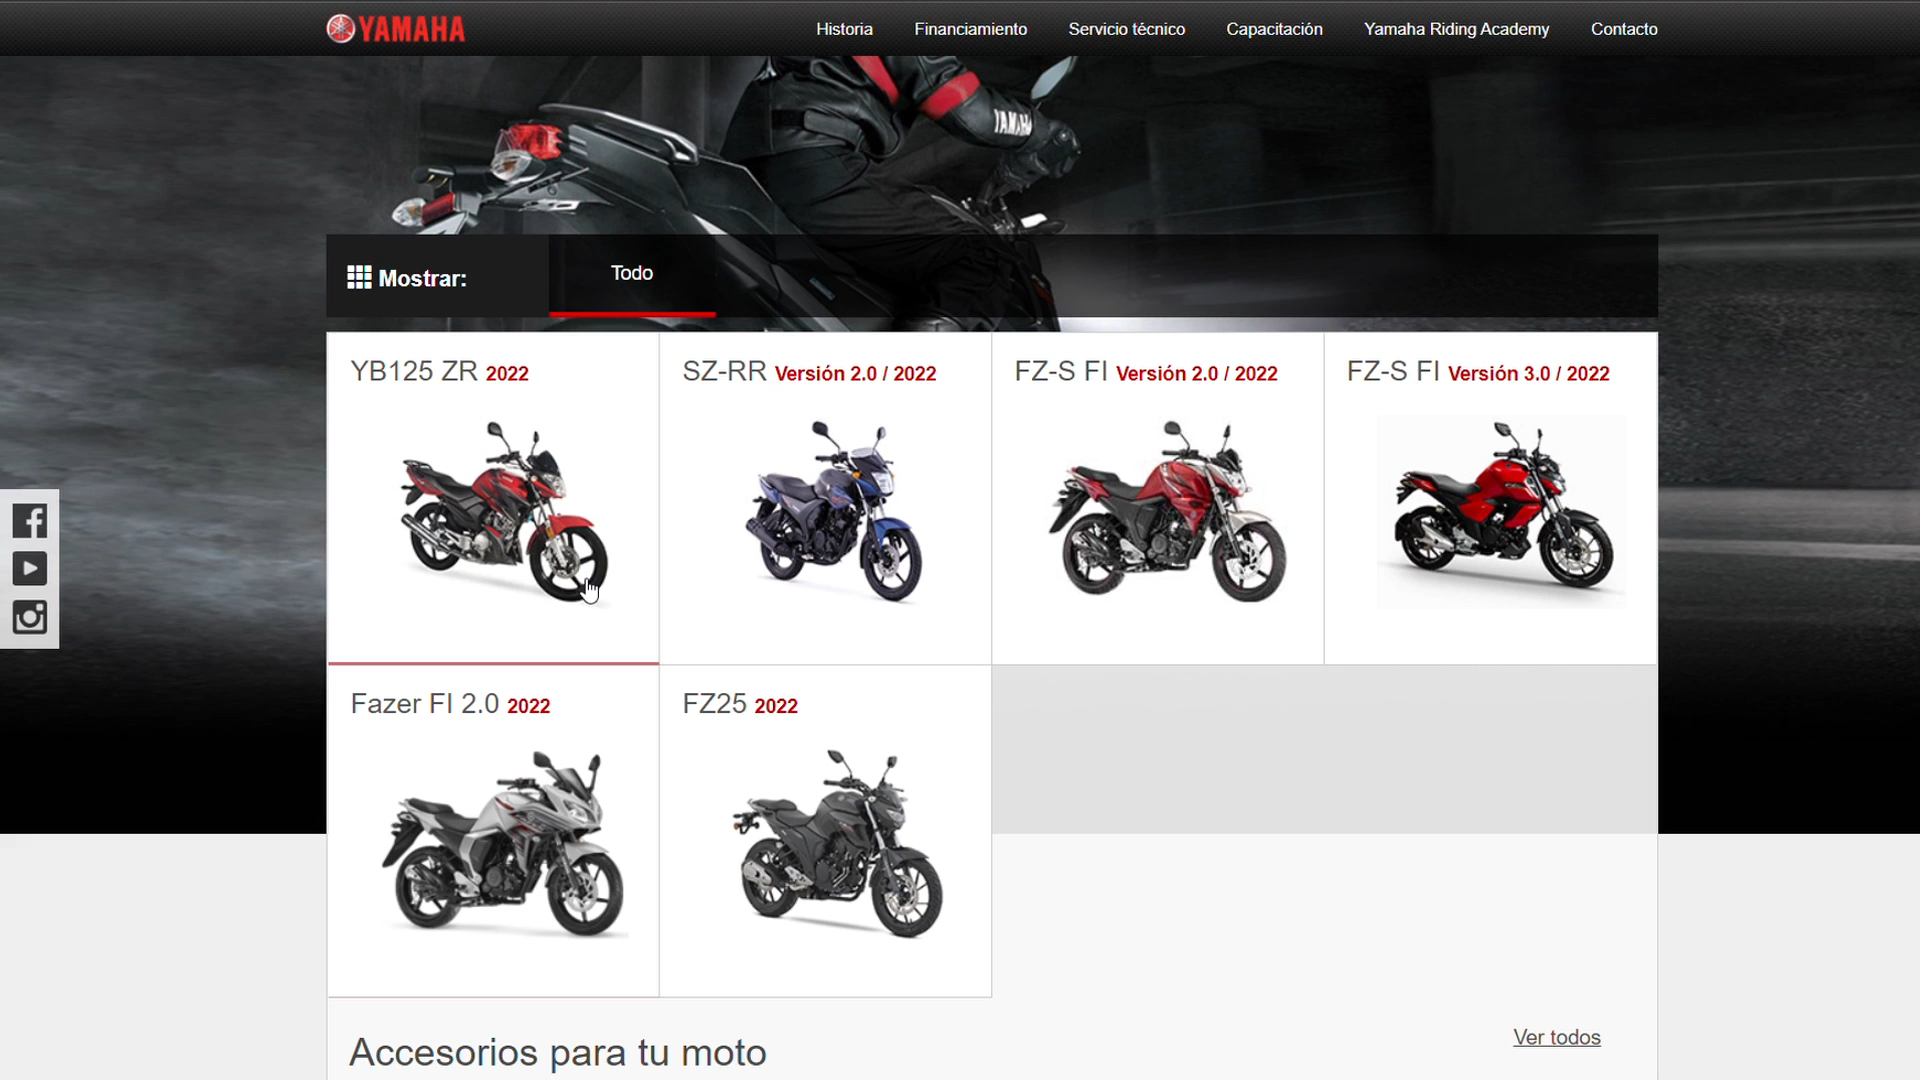 YAMAHA
Historia
Financiamiento
Servicio técnico
Capacitación
Yamaha Riding Academy
Contacto
YAMAHA
Mostrar:
Todo
YB125 ZR 2022
SZ-RR Versión 2.0 / 2022
FZ-S FI Versión 2.0 / 2022
FZ-S FI Versión 3.0 / 2022
Fazer FI 2.0 2022
FZ25 2022
Accesorios para tu moto
Ver todos